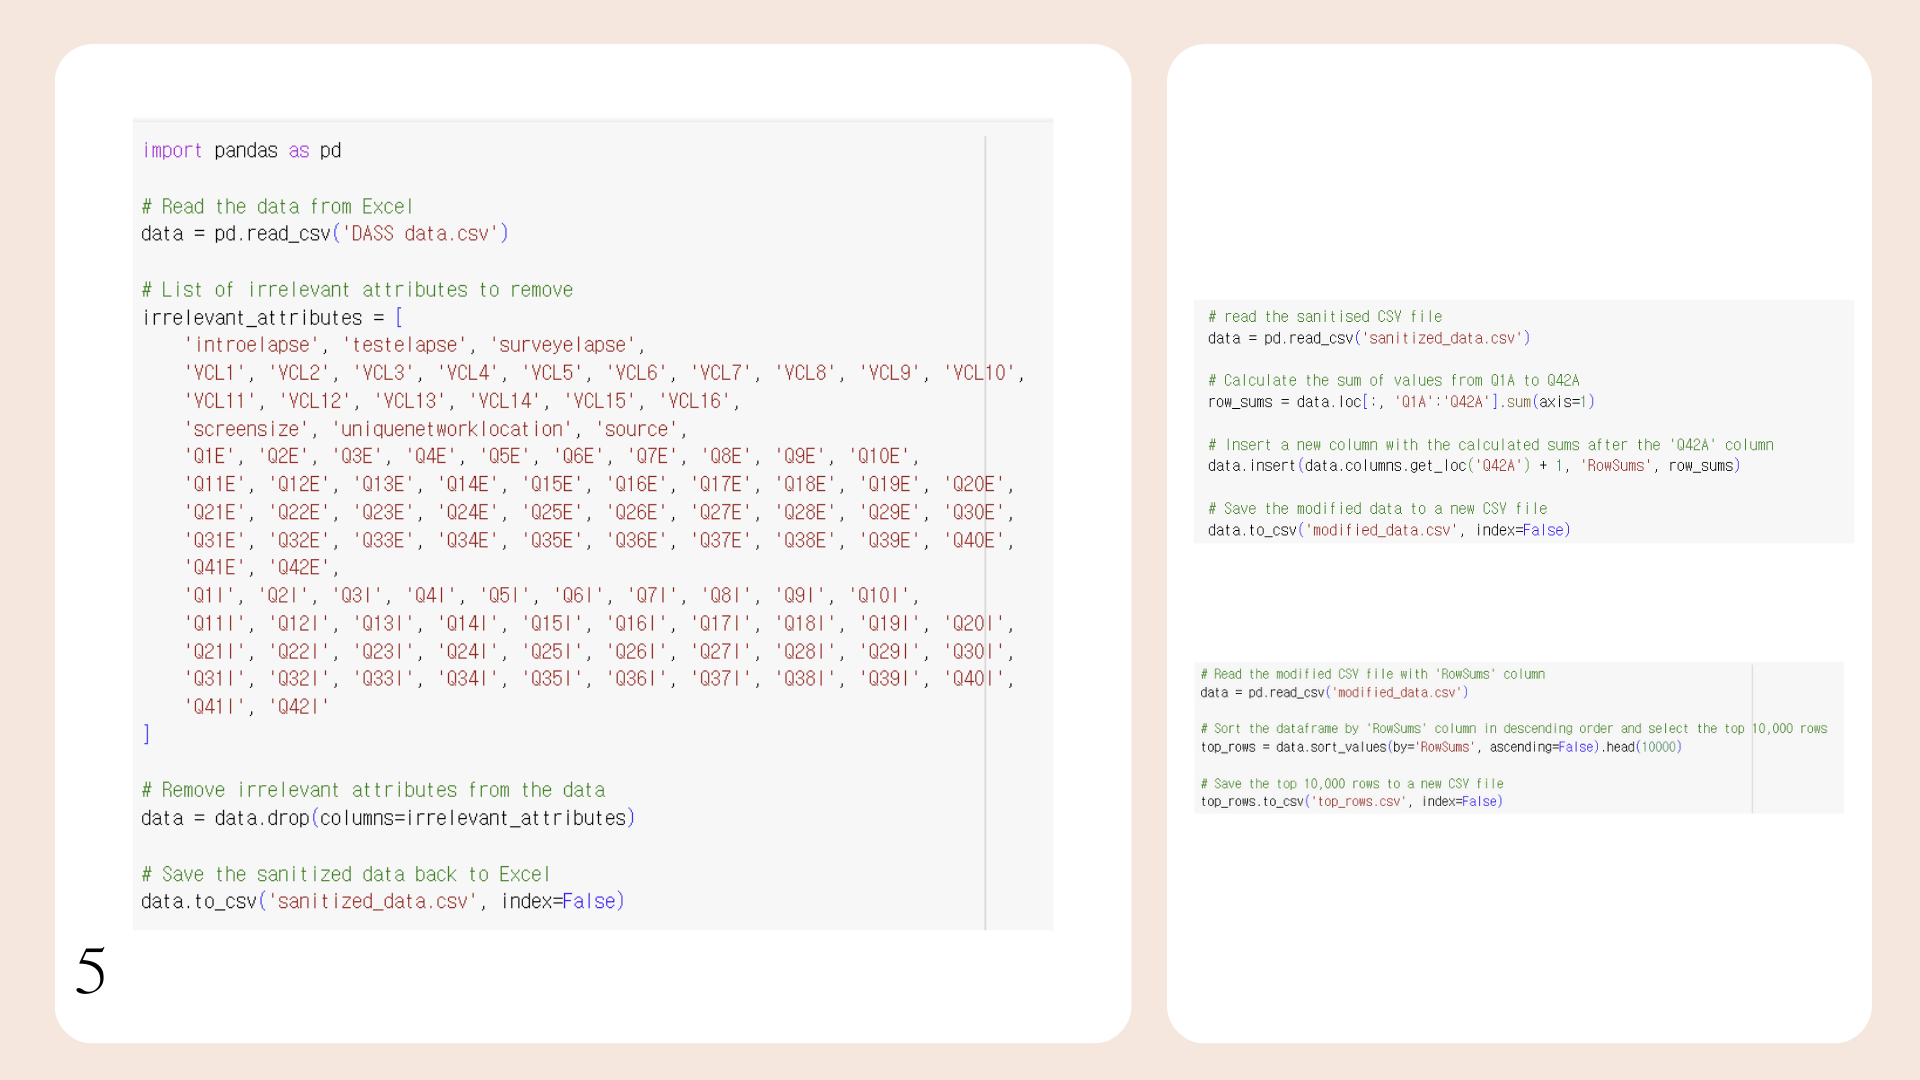 import pandas as pd
# Read the data from Excel
data = pd.read_csv('DASS data.csv')
# List of irrelevant attributes to remove
irrelevant_attributes = [
'introelapse', 'testelapse', 'surveyelapse',
'VCL1', 'VCL2', 'VCL3', 'VCL4', 'VCL5', 'VCL6', 'VCL7', 'VCL8', 'VCL9', 'VCL10',
'VCL11', 'VCL12', 'VCL13', 'VCL14', 'VCL15', 'VCL16',
'screensize', 'uniquenetworklocation', 'source',
'Q1E', 'Q2E', 'Q3E', 'Q4E', 'Q5E', 'Q6E', 'Q7E', 'Q8E', 'Q9E', 'Q10E',
'Q11E', 'Q12E', 'Q13E', 'Q14E', 'Q15E', 'Q16E', 'Q17E', 'Q18E', 'Q19E', 'Q20E',
'Q21E', 'Q22E', 'Q23E', 'Q24E', 'Q25E', 'Q26E', 'Q27E', 'Q28E', 'Q29E', 'Q30E',
'Q31E', 'Q32E', 'Q33E', 'Q34E', 'Q35E', 'Q36E', 'Q37E', 'Q38E', 'Q39E', 'Q40E',
'Q41E', 'Q42E',
'Q1I', 'Q2I', 'Q3I', 'Q4I', 'Q5I', 'Q6I', 'Q7I', 'Q8I', 'Q9I', 'Q10I',
'Q11I', 'Q12I', 'Q13I', 'Q14I', 'Q15I', 'Q16I', 'Q17I', 'Q18I', 'Q19I', 'Q20I',
'Q21I', 'Q22I', 'Q23I', 'Q24I', 'Q25I', 'Q26I', 'Q27I', 'Q28I', 'Q29I', 'Q30I',
'Q31I', 'Q32I', 'Q33I', 'Q34I', 'Q35I', 'Q36I', 'Q37I', 'Q38I', 'Q39I', 'Q40I',
'Q41I', 'Q42I'
]
# Remove irrelevant attributes from the data
data = data.drop(columns=irrelevant_attributes)
# Save the sanitized data back to Excel
data.to_csv('sanitized_data.csv', index=False)
5
# read the sanitised CSV file
data = pd.read_csv('sanitized_data.csv')
# Calculate the sum of values from Q1A to Q42A
row_sums = data.loc[:, 'Q1A':'Q42A'].sum(axis=1)
# Insert a new column with the calculated sums after the 'Q42A' column
data.insert(data.columns.get_loc('Q42A') + 1, 'RowSums', row_sums)
# Save the modified data to a new CSV file
data.to_csv('modified_data.csv', index=False)
# Read the modified CSV file with 'RowSums' column
data = pd.read_csv('modified_data.csv')
# Sort the dataframe by 'RowSums' column in descending order and select the top 10,000 rows
top_rows = data.sort_values(by='RowSums', ascending=False).head(10000)
# Save the top 10,000 rows to a new CSV file
top_rows.to_csv('top_rows.csv', index=False)